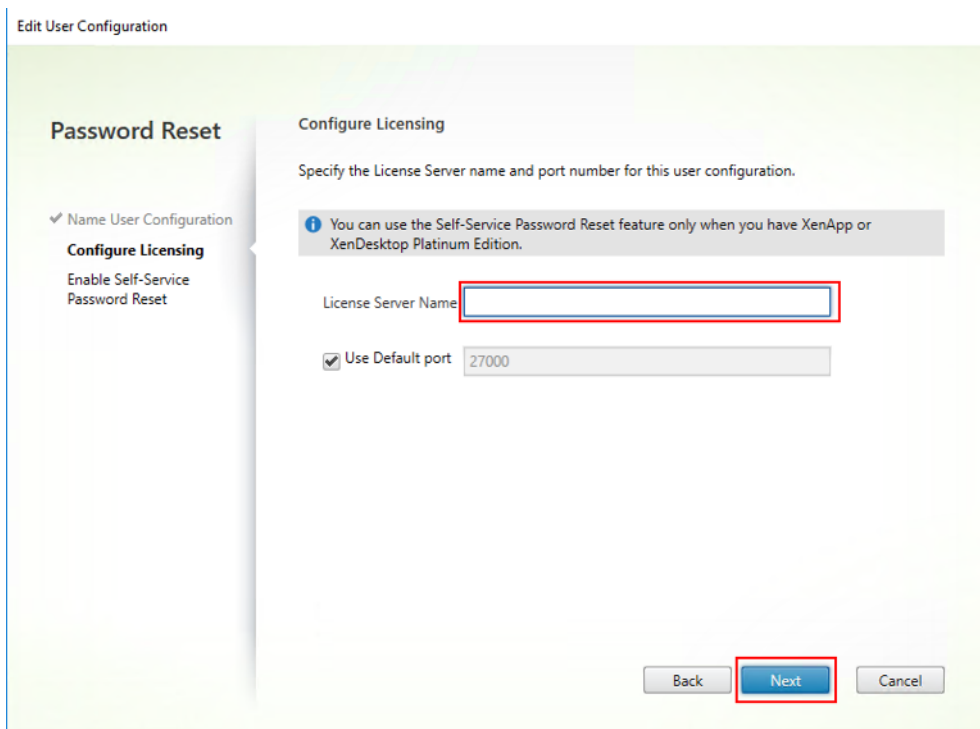 Edit User Configuration
Password Reset
Name User Configuration
Configure Licensing
Enable Self-Service
Password Reset
Configure Licensing
Specify the License Server name and port number for this user configuration.
You can use the Self-Service Password Reset feature only when you have XenApp or
XenDesktop Platinum Edition.
License Server Name
Use Default port
27000
Back
Next
Cancel